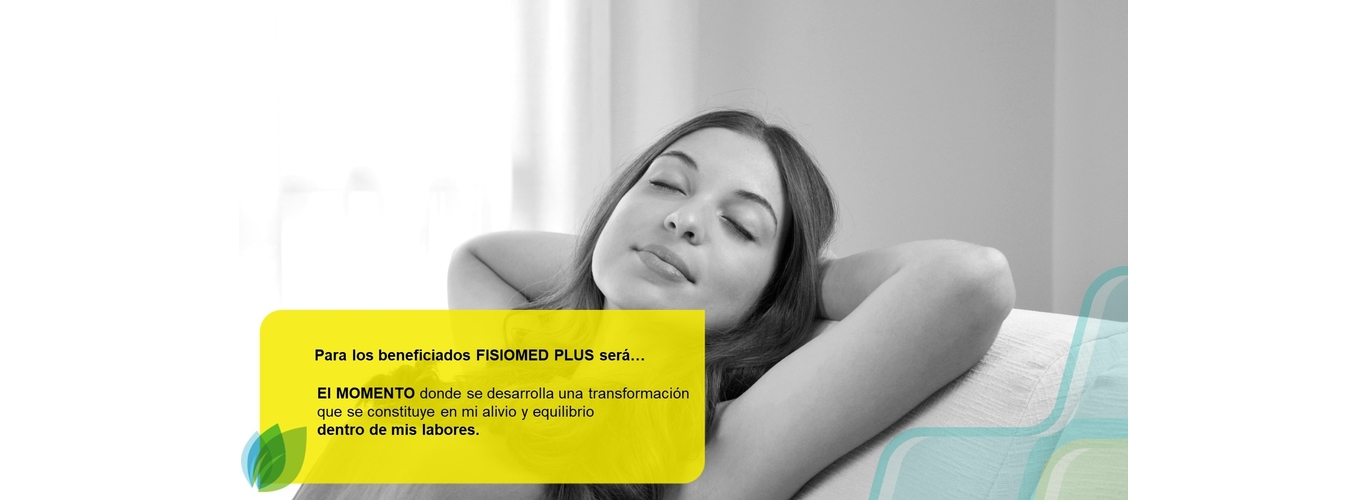 Para los beneficiados FISIOMED PLUS será…
El MOMENTO donde se desarrolla una transformación
que se constituye en mi alivio y equilibrio
dentro de mis labores.